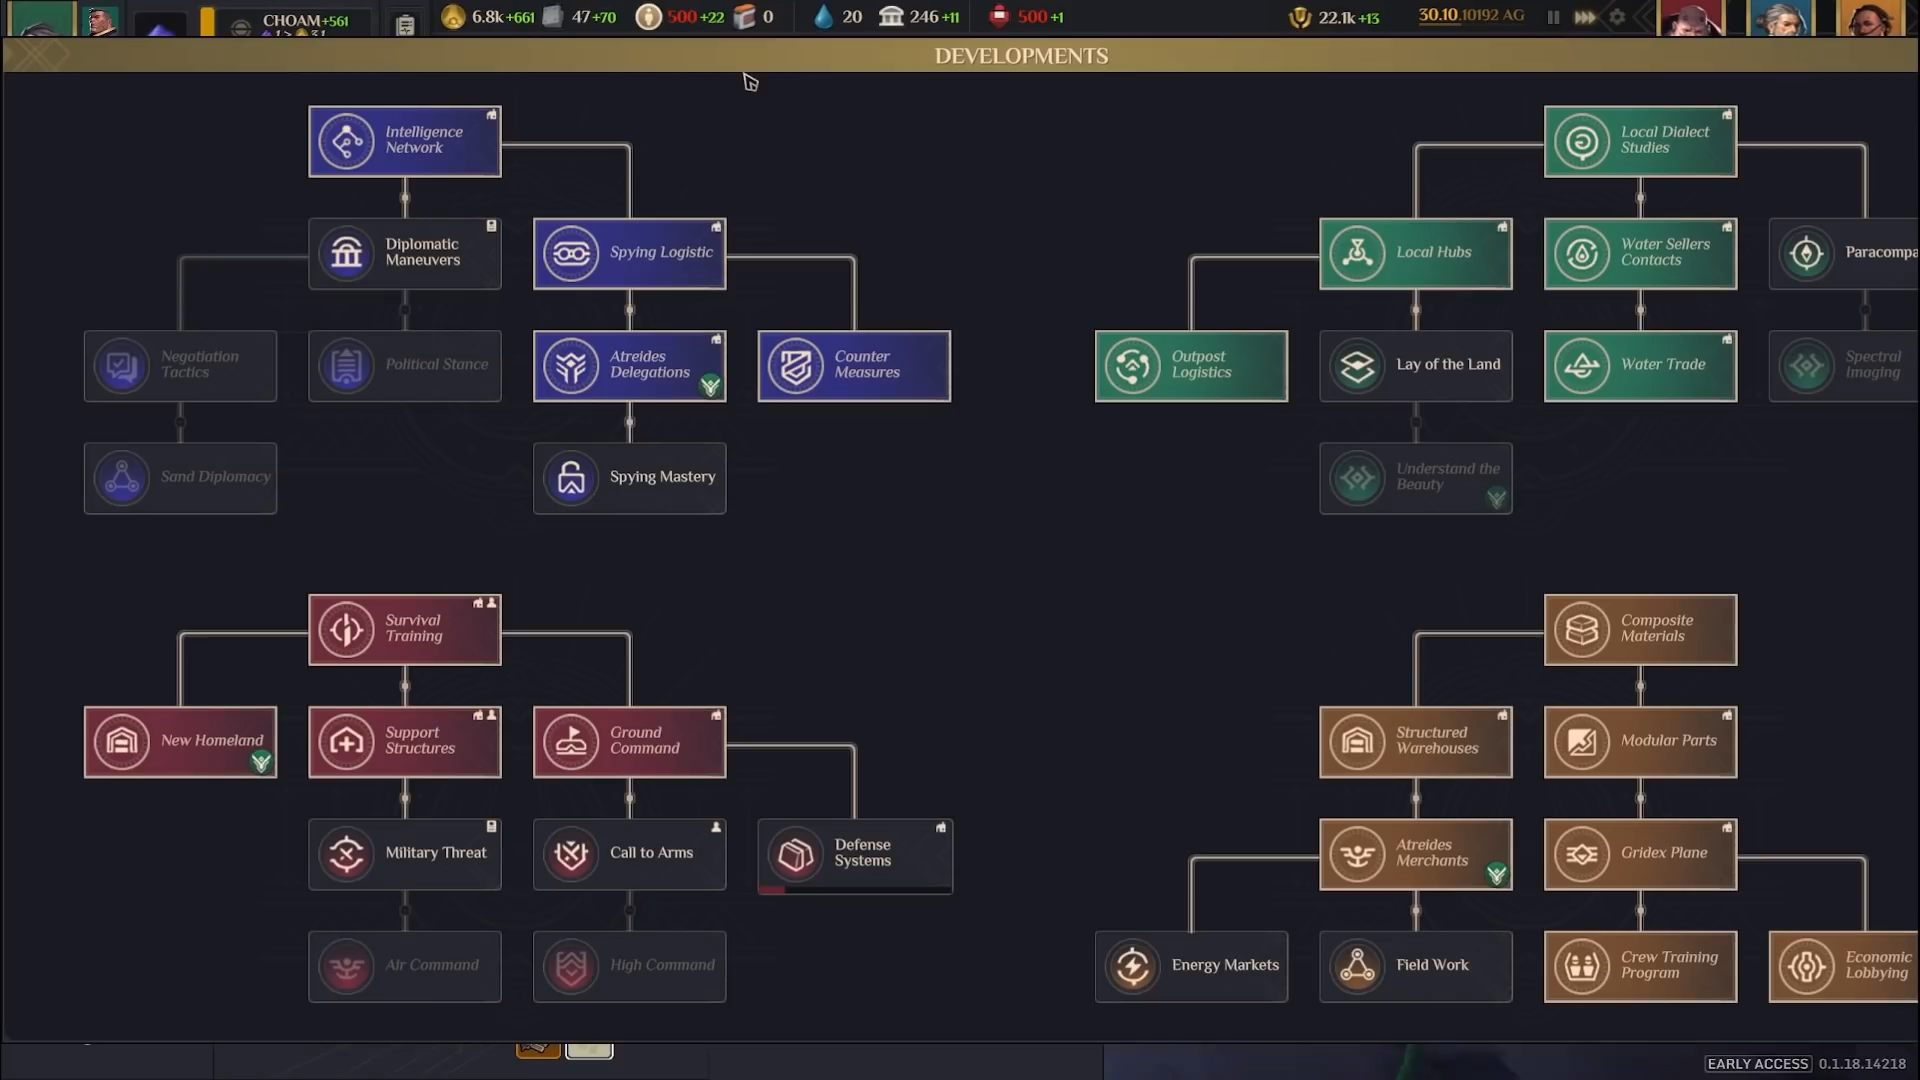 CHOAM+561
6.8k+661
47+70
500+22
0
20
246+11
500+1
22.1k+13
30.10.10192 AG
DEVELOPMENTS
Intelligence
Network
Diplomatic
Maneuvers
Spying Logistic
Negotiation
Tactics
Political Stance
Atreides
Delegations
Counter
Measures
Sand Diplomacy
Spying Mastery
Local Dialect
Studies
Local Hubs
Water Sellers
Contacts
Paracompa
Outpost
Logistics
Lay of the Land
Water Trade
Spectral
Imaging
Understand the
Beauty
Survival
Training
New Homeland
Support
Structures
Ground
Command
Military Threat
Call to Arms
Defense
Systems
Air Command
High Command
Composite
Materials
Structured
Warehouses
Modular Parts
Atreides
Merchants
Gridex Plane
Energy Markets
Field Work
Crew Training
Program
Economic
Lobbying
EARLY ACCESS 0.1.18.14218